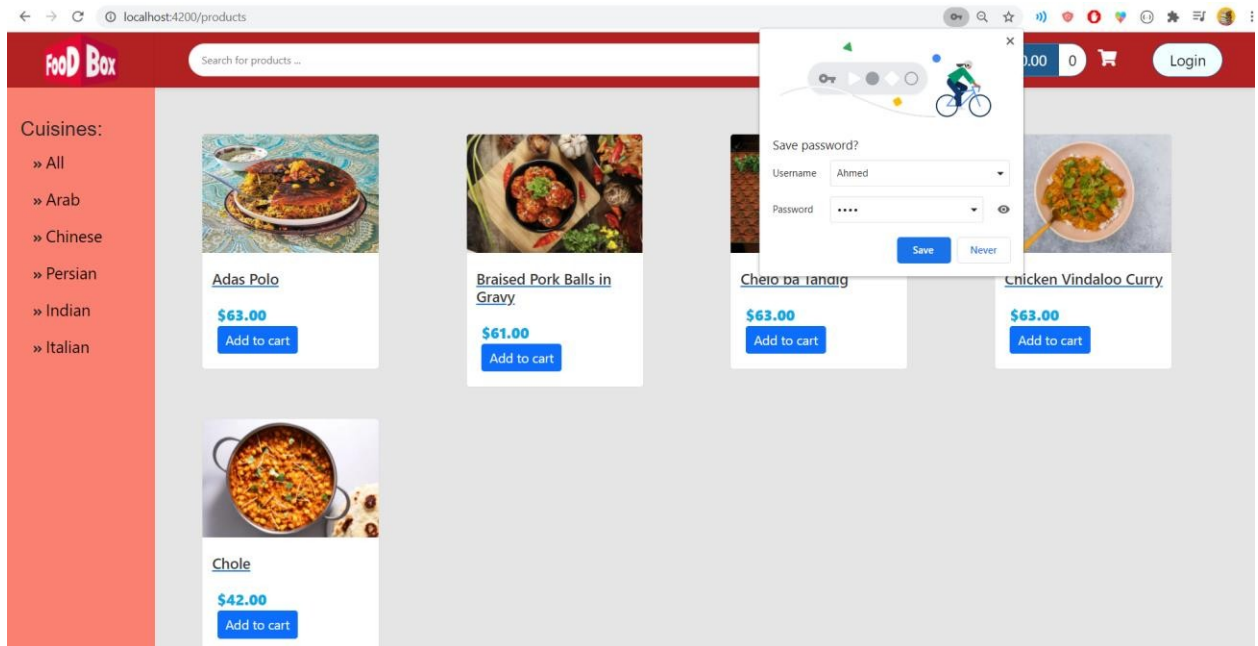 localhost:4200/products
FooD Box
Search for products ...
0.00 0
Login
Cuisines:
» All
» Arab
» Chinese
» Persian
» Indian
» Italian
Save password?
Username Ahmed
Password ••••
Save Never
Adas Polo
$63.00
Add to cart
Braised Pork Balls in
Gravy
$61.00
Add to cart
Chelo ba Tahdig
$63.00
Add to cart
Chicken Vindaloo Curry
$63.00
Add to cart
Chole
$42.00
Add to cart